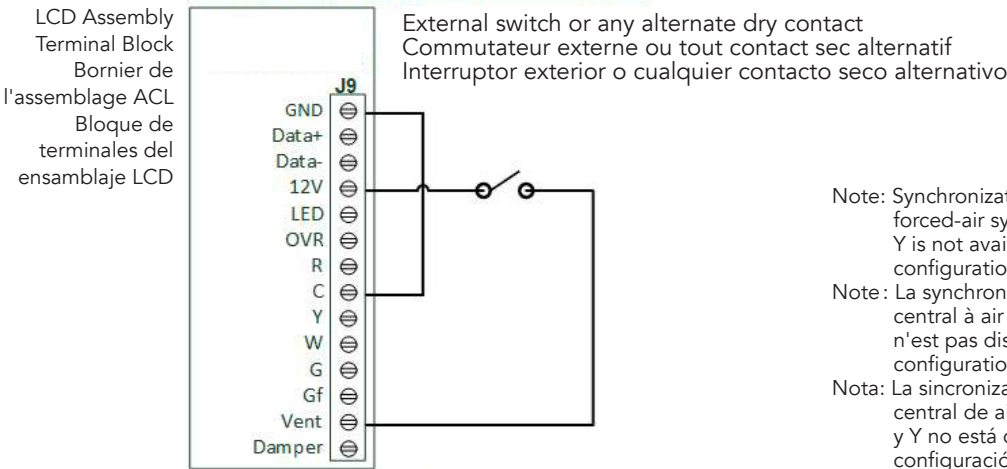 LCD Assembly
Terminal Block
Bornier de
l'assemblage ACL
Bloque de
terminales del
ensamblaje LCD
External switch or any alternate dry contact
Commutateur externe ou tout contact sec alternatif
Interruptor exterior o cualquier contacto seco alternativo
J9
GND
Data+
Data-
12V
LED
OVR
R
C
Y
W
G
Gf
Vent
Damper
Note: Synchronizat
forced-air sy
Y is not avai
configuratio
Note: La synchron
central à air
n'est pas dis
configuration
Nota: La sincroniza
central de a
y Y no está
configuració